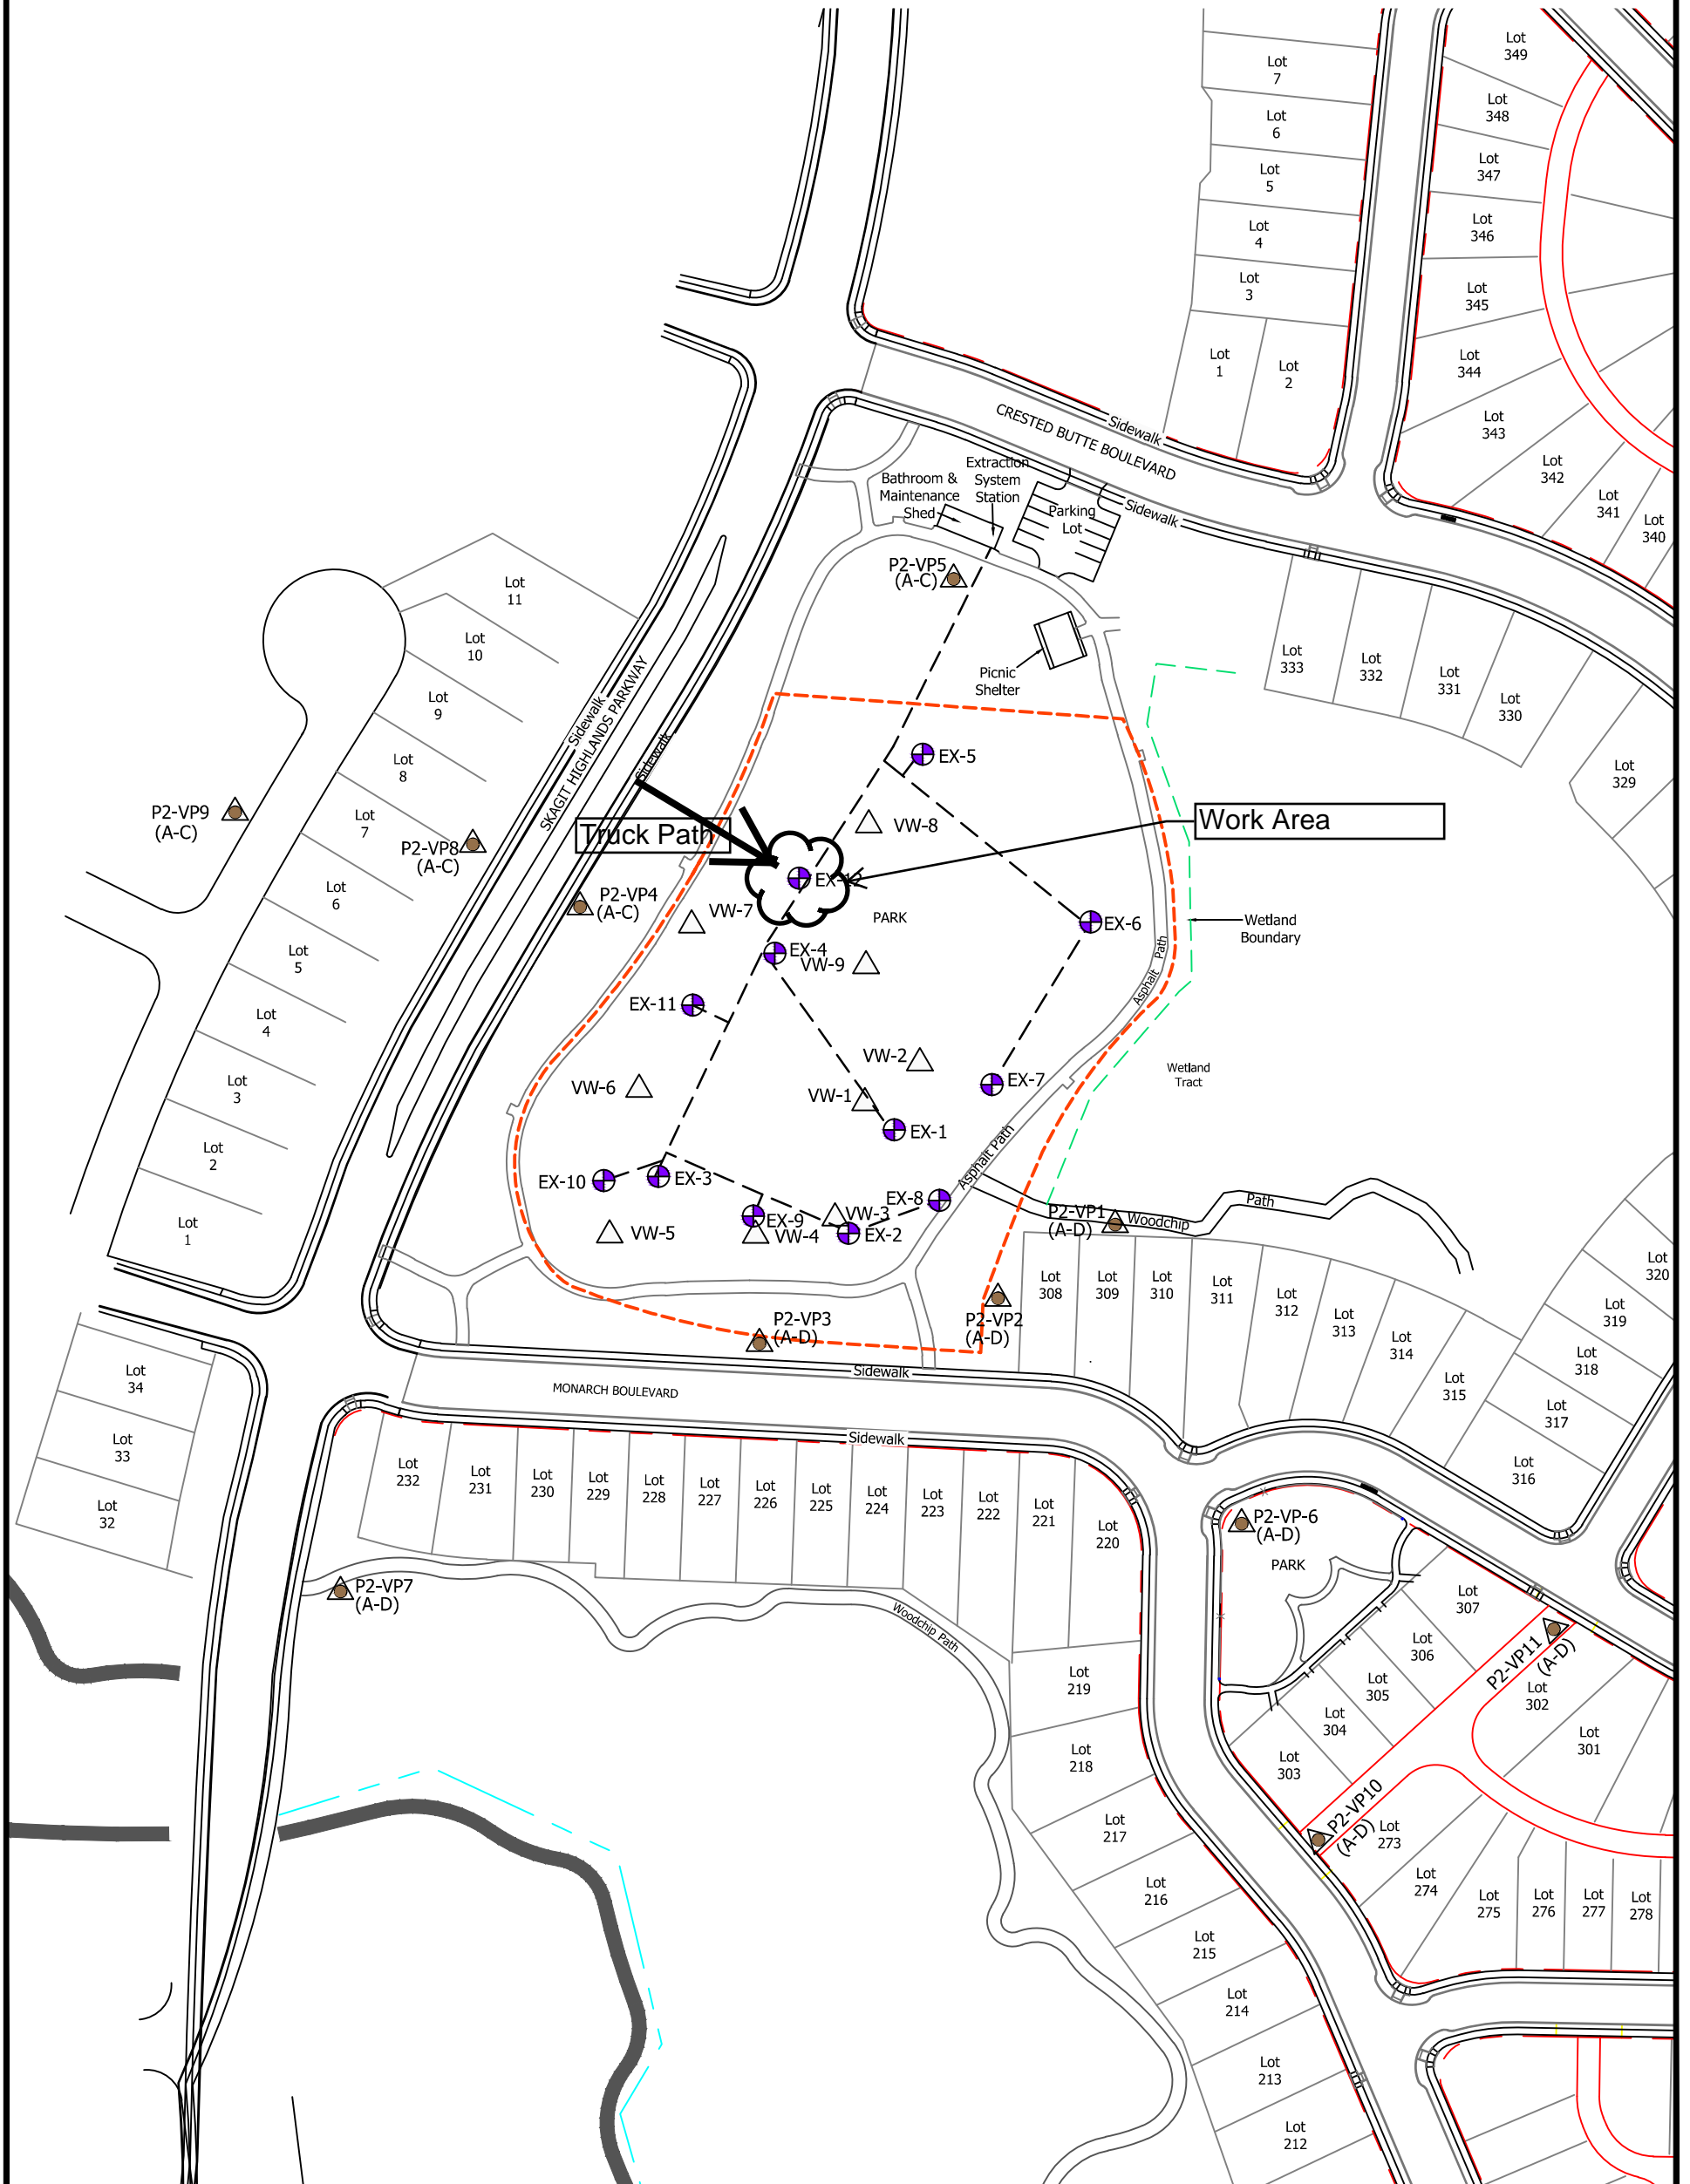 Lot
349
Lot
7
Lot
348
Lot
6
Lot
347
Lot
5
Lot
346
Lot
4
Lot
345
Lot
3
Lot
344
Lot
1
Lot
2
Lot
343
Lot
342
Lot
341
Lot
340
Sidewalk
CRESTED BUTTE BOULEVARD
Sidewalk
Extraction
System
Station
Bathroom &
Maintenance
Shed
Parking
Lot
P2-VP5
(A-C)
Picnic
Shelter
Lot
333
Lot
332
Lot
331
Lot
330
Lot
329
Lot
11
Lot
10
Lot
9
Lot
8
Lot
7
Lot
6
Lot
5
Lot
4
Lot
3
Lot
2
Lot
1
Sidewalk
SKAGIT HIGHLANDS PARKWAY
Sidewalk
P2-VP9
(A-C)
P2-VP8
(A-C)
P2-VP4
(A-C)
Truck Path
Work Area
EX-5
VW-8
EX-12
VW-7
PARK
EX-6
EX-4
VW-9
EX-11
Asphalt Path
Wetland
Boundary
Wetland
Tract
VW-2
EX-7
VW-6
VW-1
EX-1
Asphalt Path
EX-10
EX-3
EX-8
VW-3
EX-9
VW-4
EX-2
VW-5
P2-VP1
(A-D)
Woodchip
Path
P2-VP2
(A-D)
P2-VP3
(A-D)
Lot
308
Lot
309
Lot
310
Lot
311
Lot
312
Lot
313
Lot
314
Lot
315
Lot
316
Lot
317
Lot
318
Lot
319
Lot
320
Sidewalk
MONARCH BOULEVARD
Sidewalk
Lot
34
Lot
33
Lot
32
Lot
232
Lot
231
Lot
230
Lot
229
Lot
228
Lot
227
Lot
226
Lot
225
Lot
224
Lot
223
Lot
222
Lot
221
Lot
220
P2-VP7
(A-D)
Woodchip Path
P2-VP-6
(A-D)
PARK
Lot
307
Lot
306
Lot
305
Lot
304
Lot
303
P2-VP11
(A-D)
Lot
302
Lot
301
P2-VP10
(A-D)
Lot
273
Lot
274
Lot
275
Lot
276
Lot
277
Lot
278
Lot
219
Lot
218
Lot
217
Lot
216
Lot
215
Lot
214
Lot
213
Lot
212